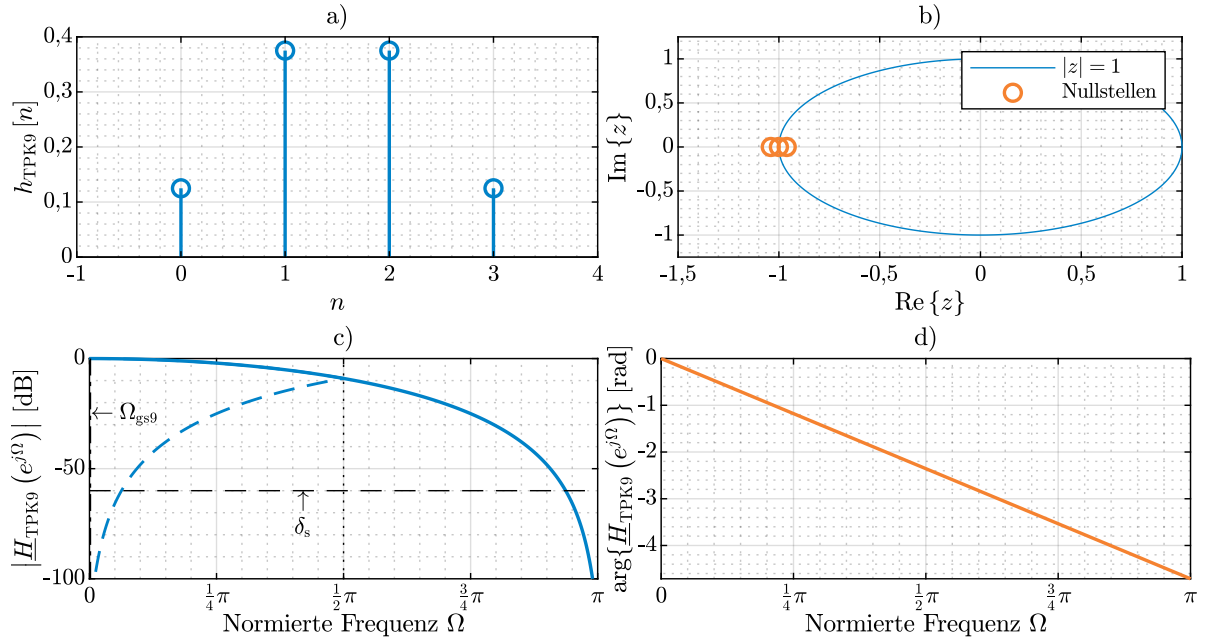 a)
0,4
0,3
0,2
0,1
0
h_TPK9 [n]
-1 0 1 2 3 4
n
b)
1
0,5
0
-0,5
-1
Im {z}
|z| = 1
Nullstellen
-1,5 -1 -0,5 0 0,5 1
Re {z}
c)
0
-50
-100
|H_TPK9 (e^{jΩ})| [dB]
← Ω_gs9
↑
δ_s
0 1/4 π 1/2 π 3/4 π π
Normierte Frequenz Ω
d)
0
-1
-2
-3
-4
arg{H_TPK9 (e^{jΩ})} [rad]
0 1/4 π 1/2 π 3/4 π π
Normierte Frequenz Ω